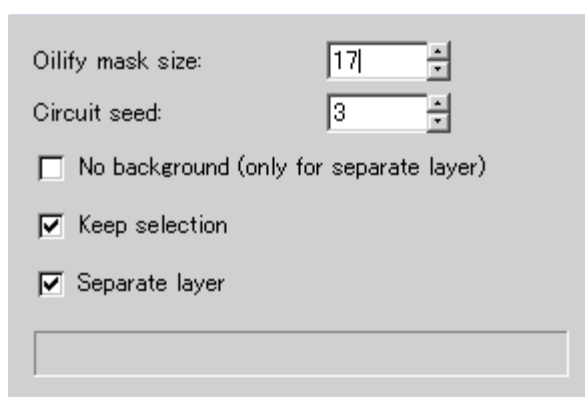 Oilify mask size: 17
Circuit seed: 3
No background (only for separate layer)
Keep selection
Separate layer